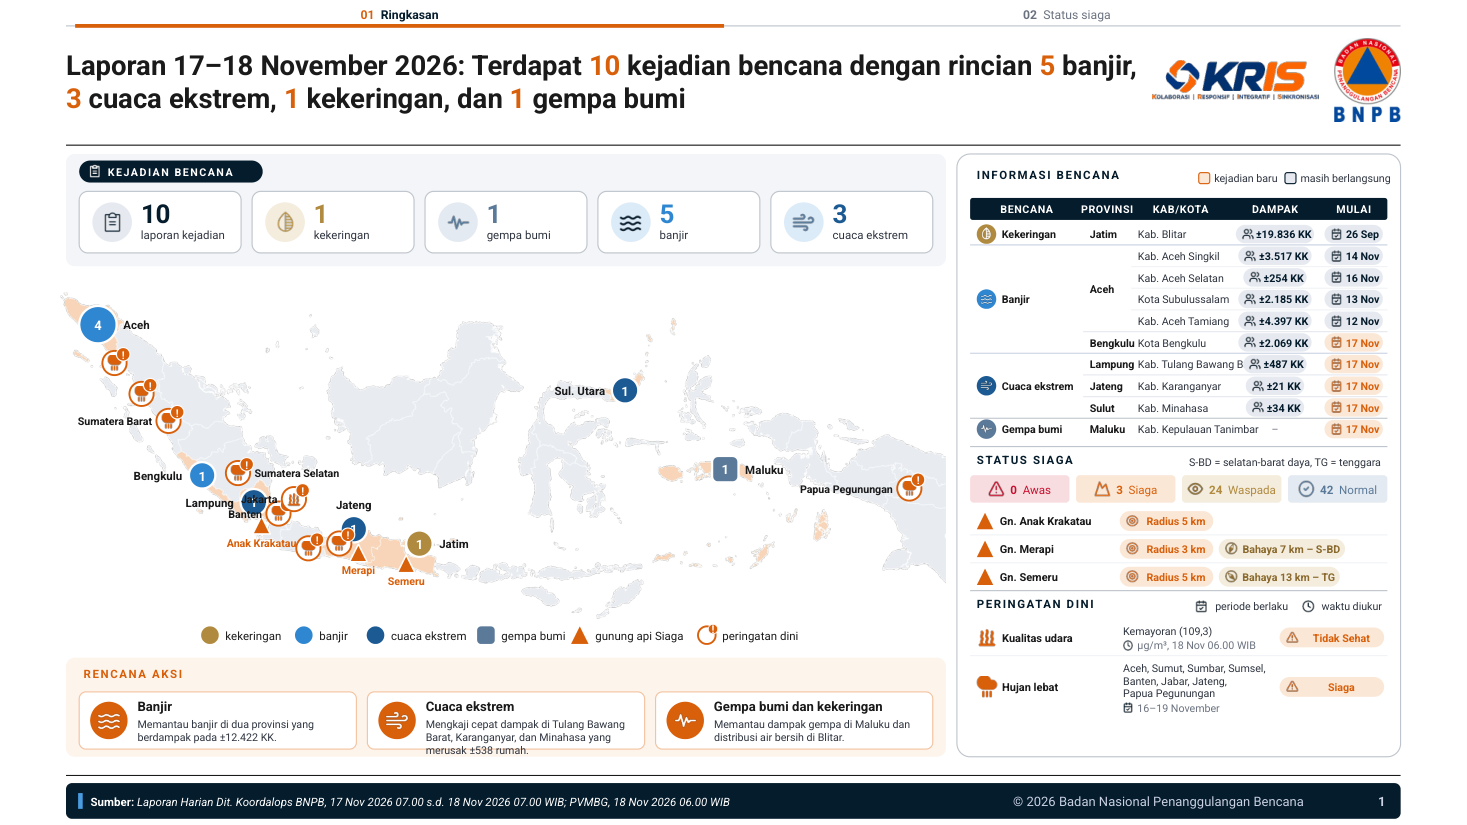 01 Ringkasan
02 Status siaga
Laporan 17–18 November 2026: Terdapat 10 kejadian bencana dengan rincian 5 banjir,
3 cuaca ekstrem, 1 kekeringan, dan 1 gempa bumi
KRIS
KOLABORASI | RESPONSIF | INTEGRATIF | SINKRONISASI
BADAN NASIONAL PENANGGULANGAN BENCANA
BNPB
KEJADIAN BENCANA
10
laporan kejadian
1
kekeringan
1
gempa bumi
5
banjir
3
cuaca ekstrem
4 Aceh
Sumatera Barat
Bengkulu 1
Sumatera Selatan
Lampung 1
Jakarta
Banten
Anak Krakatau
Jateng
1
Merapi
1 Jatim
Semeru
Sul. Utara 1
1 Maluku
Papua Pegunungan
kekeringan
banjir
cuaca ekstrem
gempa bumi
gunung api Siaga
peringatan dini
RENCANA AKSI
Banjir
Memantau banjir di dua provinsi yang
berdampak pada ±12.422 KK.
Cuaca ekstrem
Mengkaji cepat dampak di Tulang Bawang
Barat, Karanganyar, dan Minahasa yang
merusak ±538 rumah.
Gempa bumi dan kekeringan
Memantau dampak gempa di Maluku dan
distribusi air bersih di Blitar.
INFORMASI BENCANA
kejadian baru
masih berlangsung
BENCANA PROVINSI KAB/KOTA DAMPAK MULAI
Kekeringan Jatim Kab. Blitar ±19.836 KK 26 Sep
Banjir Aceh Kab. Aceh Singkil ±3.517 KK 14 Nov
Kab. Aceh Selatan ±254 KK 16 Nov
Kota Subulussalam ±2.185 KK 13 Nov
Kab. Aceh Tamiang ±4.397 KK 12 Nov
Bengkulu Kota Bengkulu ±2.069 KK 17 Nov
Cuaca ekstrem Lampung Kab. Tulang Bawang B ±487 KK 17 Nov
Jateng Kab. Karanganyar ±21 KK 17 Nov
Sulut Kab. Minahasa ±34 KK 17 Nov
Gempa bumi Maluku Kab. Kepulauan Tanimbar – 17 Nov
STATUS SIAGA
S-BD = selatan-barat daya, TG = tenggara
0 Awas
3 Siaga
24 Waspada
42 Normal
Gn. Anak Krakatau Radius 5 km
Gn. Merapi Radius 3 km Bahaya 7 km – S-BD
Gn. Semeru Radius 5 km Bahaya 13 km – TG
PERINGATAN DINI
periode berlaku
waktu diukur
Kualitas udara
Kemayoran (109,3)
µg/m³, 18 Nov 06.00 WIB
Tidak Sehat
Hujan lebat
Aceh, Sumut, Sumbar, Sumsel,
Banten, Jabar, Jateng,
Papua Pegunungan
16–19 November
Siaga
Sumber: Laporan Harian Dit. Koordalops BNPB, 17 Nov 2026 07.00 s.d. 18 Nov 2026 07.00 WIB; PVMBG, 18 Nov 2026 06.00 WIB
© 2026 Badan Nasional Penanggulangan Bencana
1